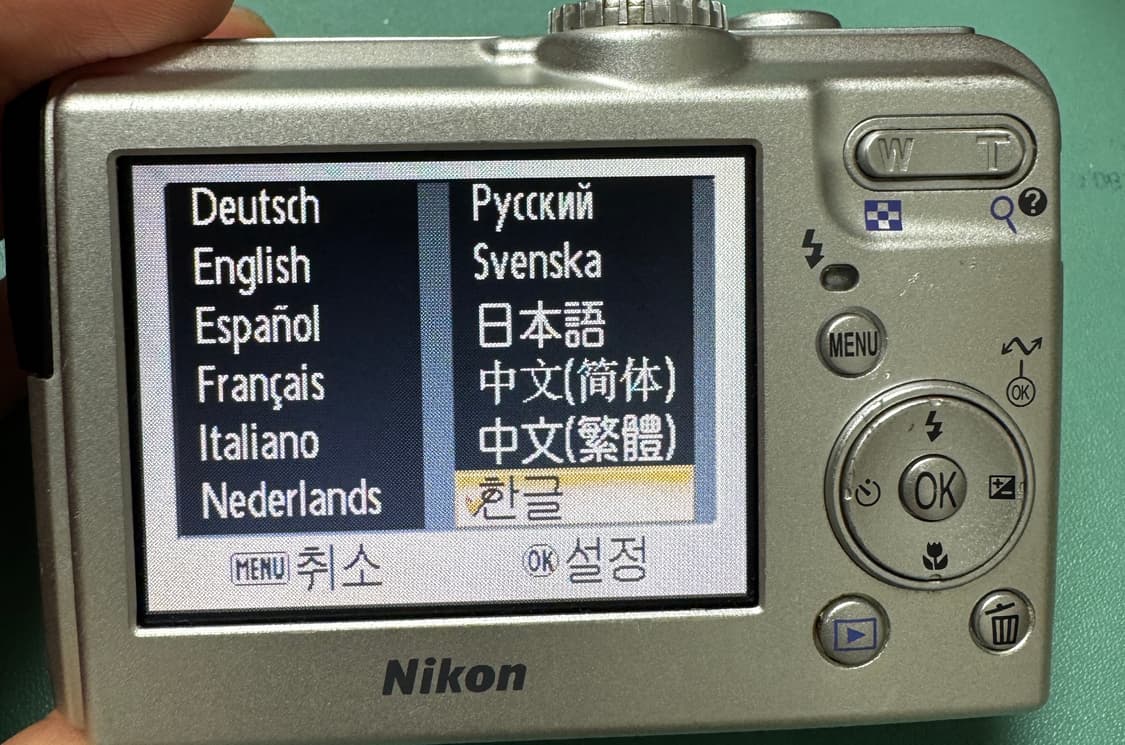 W T
Deutsch
English
Español
Français
Italiano
Nederlands
Русский
Svenska
日本語
中文(简体)
中文(繁體)
한글
MENU 취소
OK 설정
?
MENU
OK
OK
Nikon